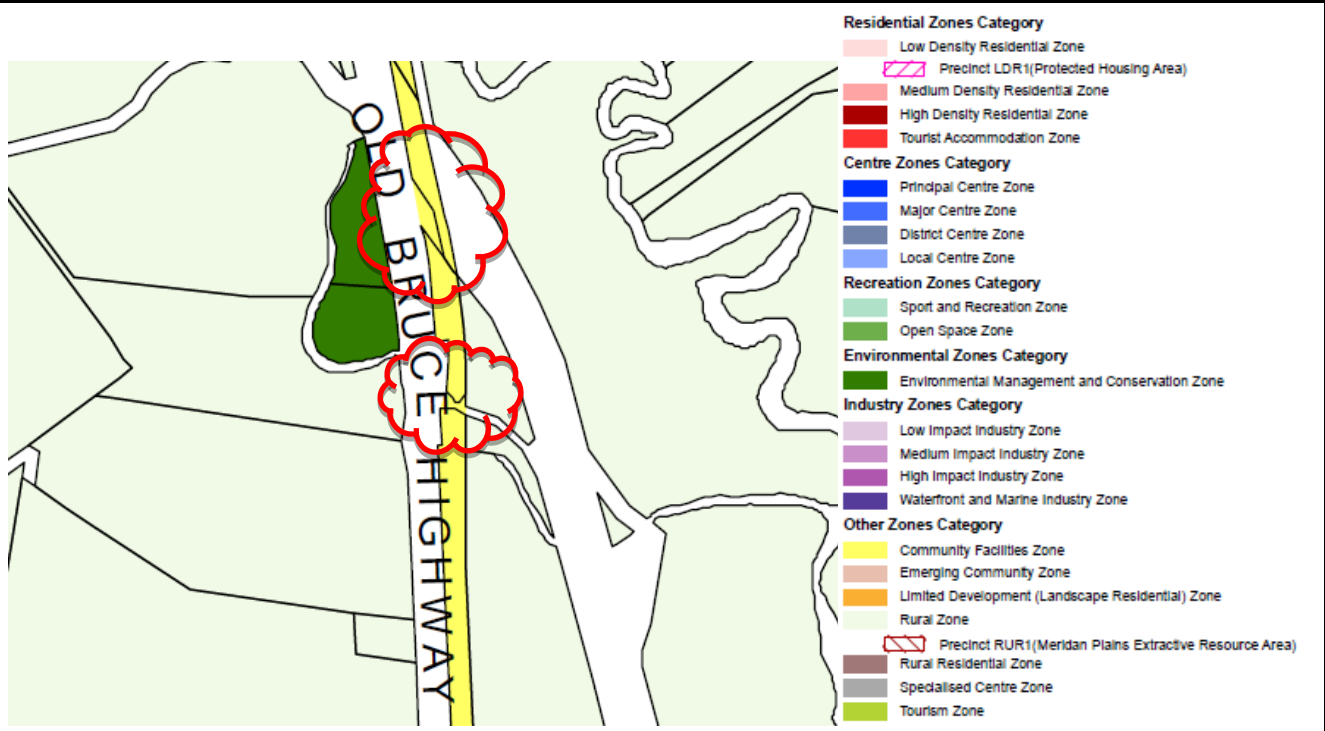 OLD BRUCE HIGHWAY
Residential Zones Category
Low Density Residential Zone
Precinct LDR1(Protected Housing Area)
Medium Density Residential Zone
High Density Residential Zone
Tourist Accommodation Zone
Centre Zones Category
Principal Centre Zone
Major Centre Zone
District Centre Zone
Local Centre Zone
Recreation Zones Category
Sport and Recreation Zone
Open Space Zone
Environmental Zones Category
Environmental Management and Conservation Zone
Industry Zones Category
Low Impact Industry Zone
Medium Impact Industry Zone
High Impact Industry Zone
Waterfront and Marine Industry Zone
Other Zones Category
Community Facilities Zone
Emerging Community Zone
Limited Development (Landscape Residential) Zone
Rural Zone
Precinct RUR1(Meridan Plains Extractive Resource Area)
Rural Residential Zone
Specialised Centre Zone
Tourism Zone